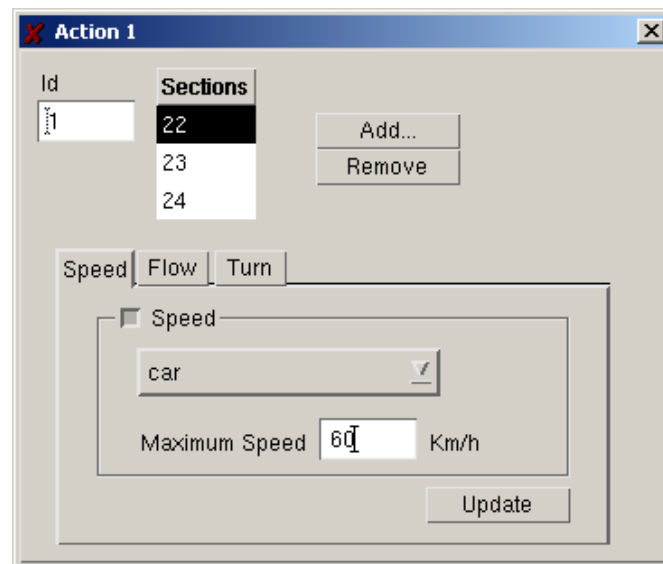 Action 1
Id
Sections
1
22
23
24
Add...
Remove
Speed Flow Turn
Speed
car
Maximum Speed 60 Km/h
Update